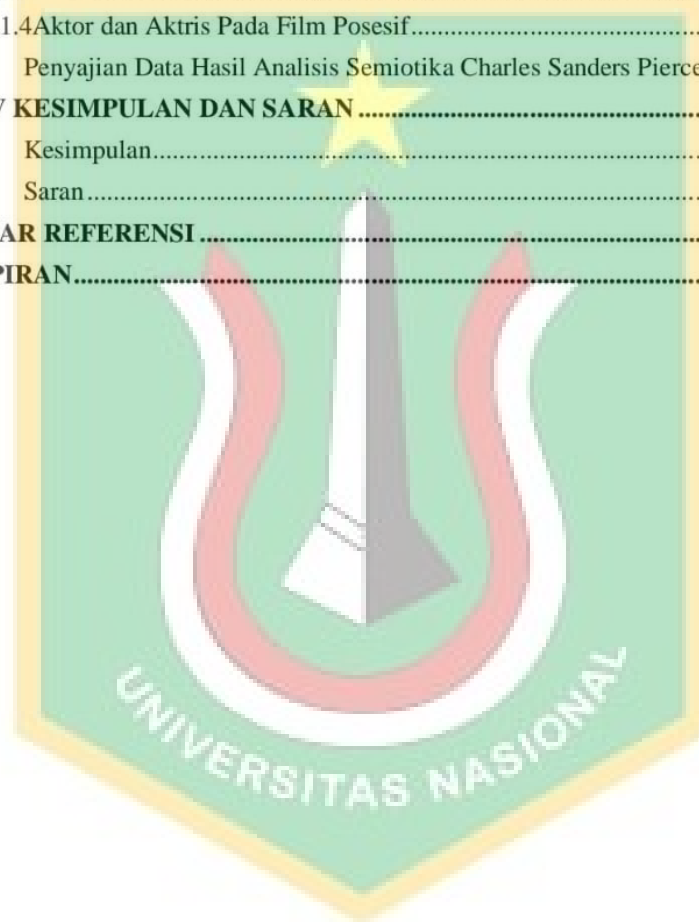 1.4Aktor dan Aktris Pada Film Posesif.....................................................
Penyajian Data Hasil Analisis Semiotika Charles Sanders Pierce
KESIMPULAN DAN SARAN.....................................................
Kesimpulan.....................................................
Saran.....................................................
AR REFERENSI.....................................................
PIRAN.....................................................
UNIVERSITAS NASIONAL